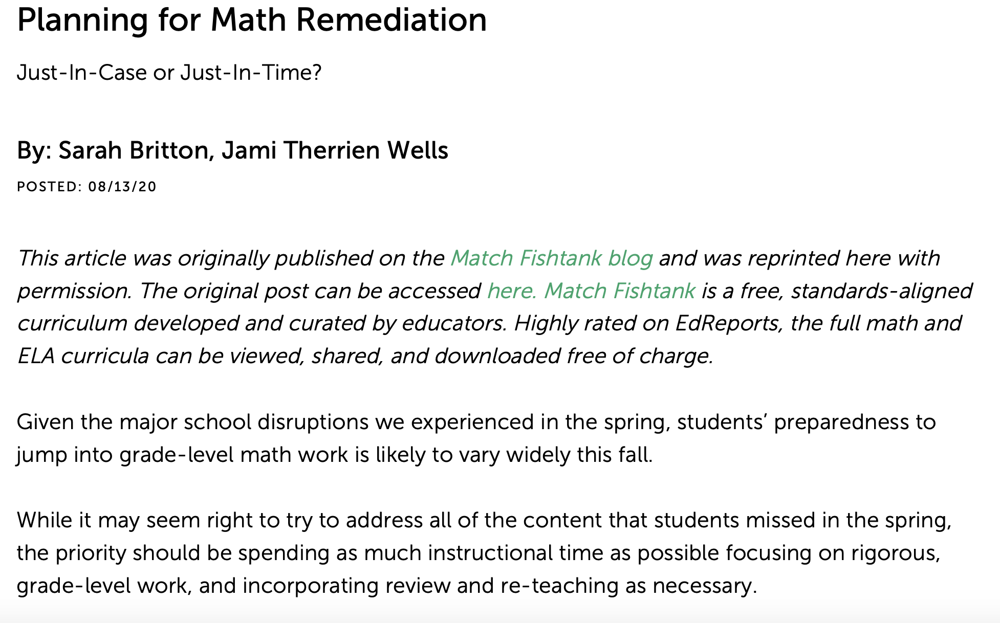 Planning for Math Remediation
Just-In-Case or Just-In-Time?
By: Sarah Britton, Jami Therrien Wells
POSTED: 08/13/20
This article was originally published on the Match Fishtank blog and was reprinted here with
permission. The original post can be accessed here. Match Fishtank is a free, standards-aligned
curriculum developed and curated by educators. Highly rated on EdReports, the full math and
ELA curricula can be viewed, shared, and downloaded free of charge.
Given the major school disruptions we experienced in the spring, students’ preparedness to
jump into grade-level math work is likely to vary widely this fall.
While it may seem right to try to address all of the content that students missed in the spring,
the priority should be spending as much instructional time as possible focusing on rigorous,
grade-level work, and incorporating review and re-teaching as necessary.